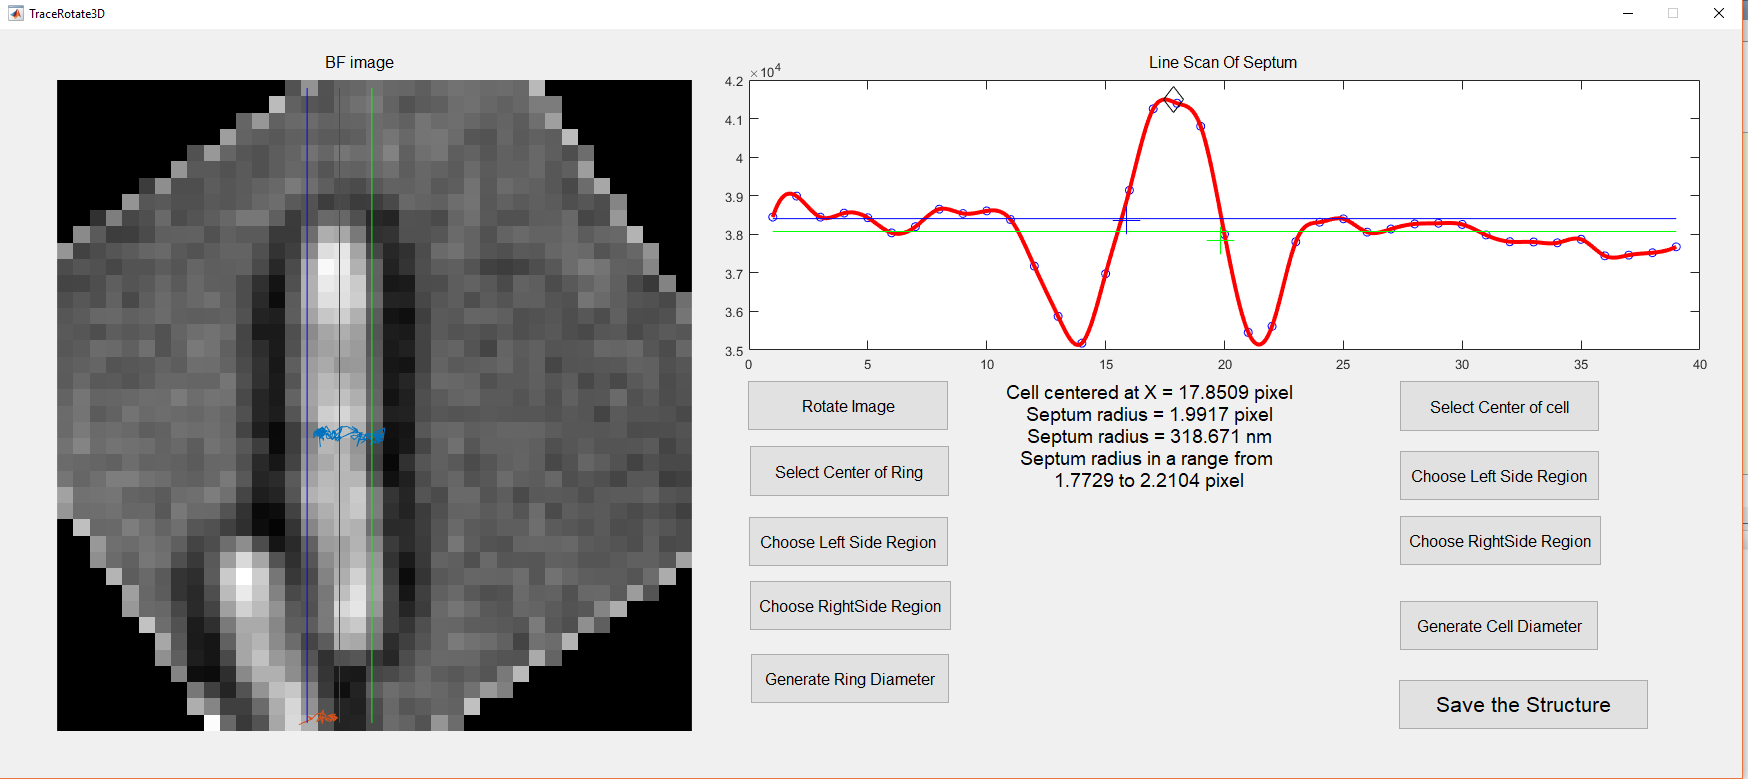 TraceRotate3D
BF image
Line Scan Of Septum
×10⁴
4.2
4.1
4
3.9
3.8
3.7
3.6
3.5
0 5 10 15 20 25 30 35 40
Rotate Image
Select Center of Ring
Choose Left Side Region
Choose RightSide Region
Generate Ring Diameter
Cell centered at X = 17.8509 pixel
Septum radius = 1.9917 pixel
Septum radius = 318.671 nm
Septum radius in a range from
1.7729 to 2.2104 pixel
Select Center of cell
Choose Left Side Region
Choose RightSide Region
Generate Cell Diameter
Save the Structure